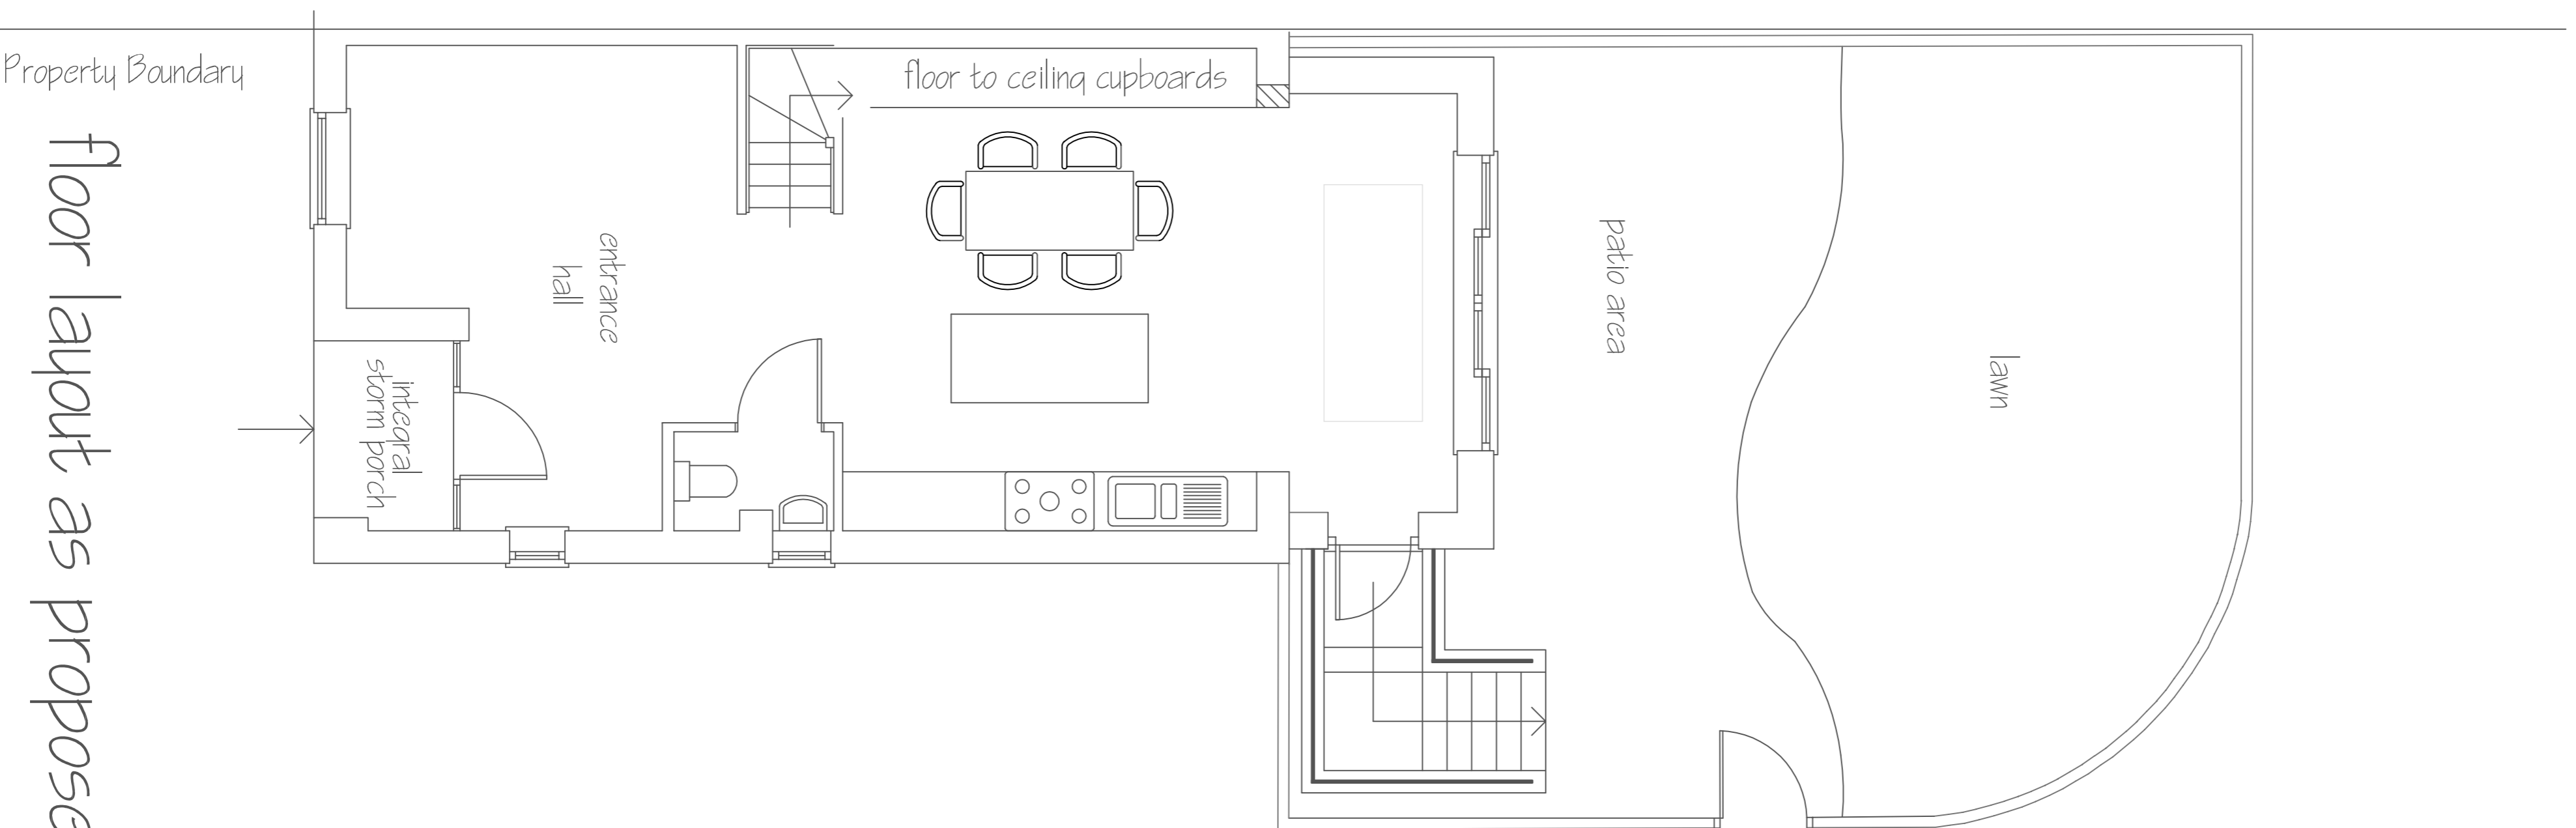 Property Boundary
floor to ceiling cupboards
floor layout as propose
entrance
hall
integral
storm porch
patio area
lawn